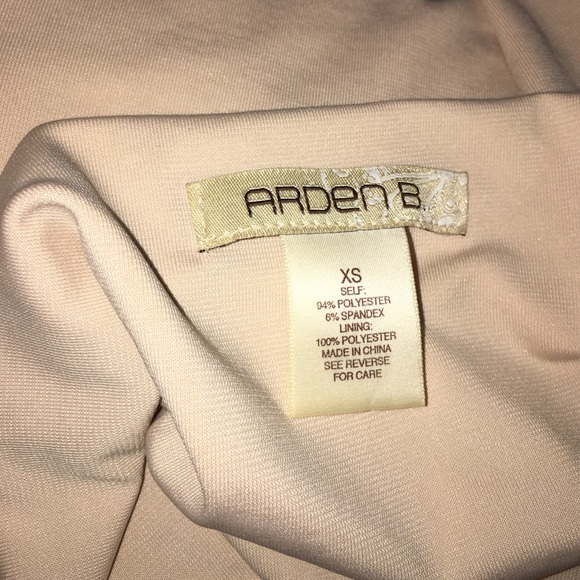 ARDEN B.
XS
SELF:
94% POLYESTER
6% SPANDEX
LINING:
100% POLYESTER
MADE IN CHINA
SEE REVERSE
FOR CARE